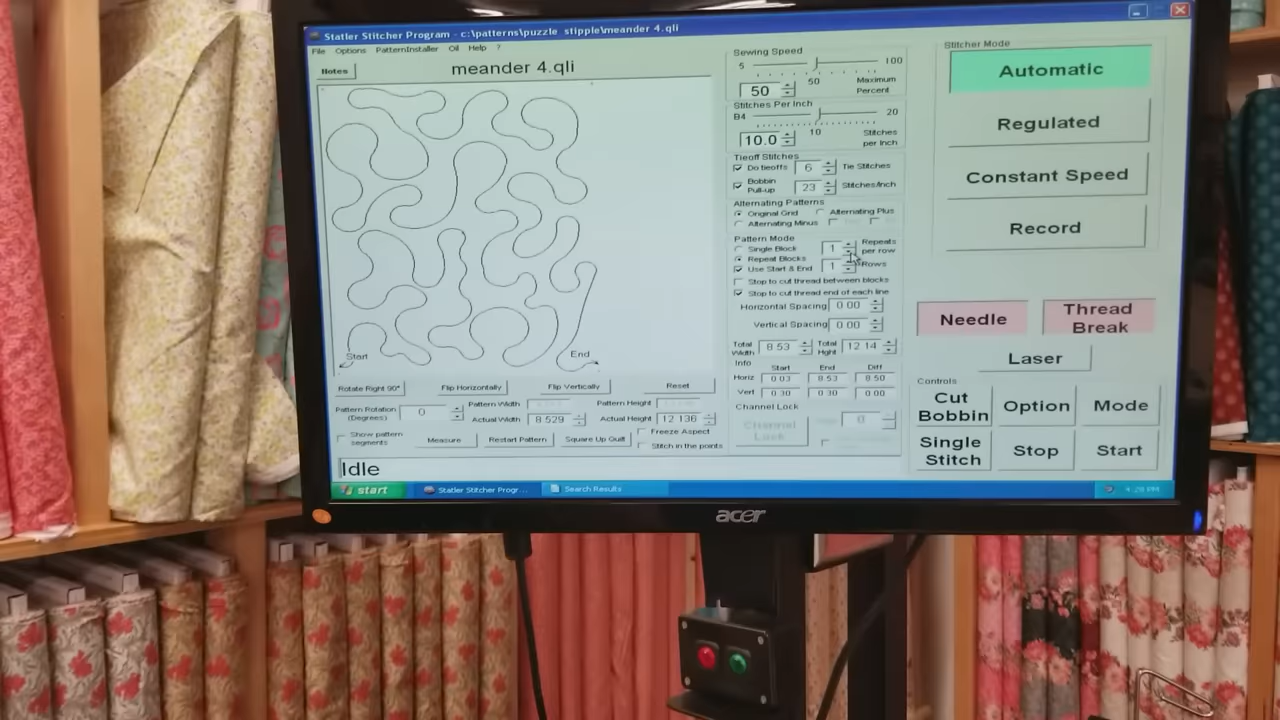 Statler Stitcher Program - c:\patterns\puzzle stipple\meander 4.qli
File Options PatternInstaller Oil Help ?
Notes
meander 4.qli
Start
End
Rotate Right 90°
Flip Horizontally
Flip Vertically
Reset
Pattern Rotation (Degrees)
0
Pattern Width
Pattern Height
Actual Width 8.529
Actual Height 12.136
Show pattern segments
Measure
Restart Pattern
Square Up Quilt
Freeze Aspect
Stitch in the points
Idle
Sewing Speed
5
100
50
50
Maximum Percent
Stitches Per Inch
B4
20
10.0
10
Stitches per Inch
Tieoff Stitches
Do tieoffs 6 Tie Stitches
Bobbin Pull-up 23 Stitches/Inch
Alternating Patterns
Original Grid Alternating Plus
Alternating Minus
Pattern Mode
Single Block
Repeat Blocks
Use Start & End
1 Repeats per row
1 Rows
Stop to cut thread between blocks
Stop to cut thread end of each line
Horizontal Spacing 0.00
Vertical Spacing 0.00
Total Width 8.53 Total Hght 12.14
Info
Start End Diff
Horiz 0.03 8.53 8.50
Vert 0.30 0.30 0.00
Channel Lock
Channel Lock
0
Stitcher Mode
Automatic
Regulated
Constant Speed
Record
Needle
Thread Break
Laser
Controls
Cut Bobbin
Option
Mode
Single Stitch
Stop
Start
start
Statler Stitcher Progr...
Search Results
4:20 PM
acer